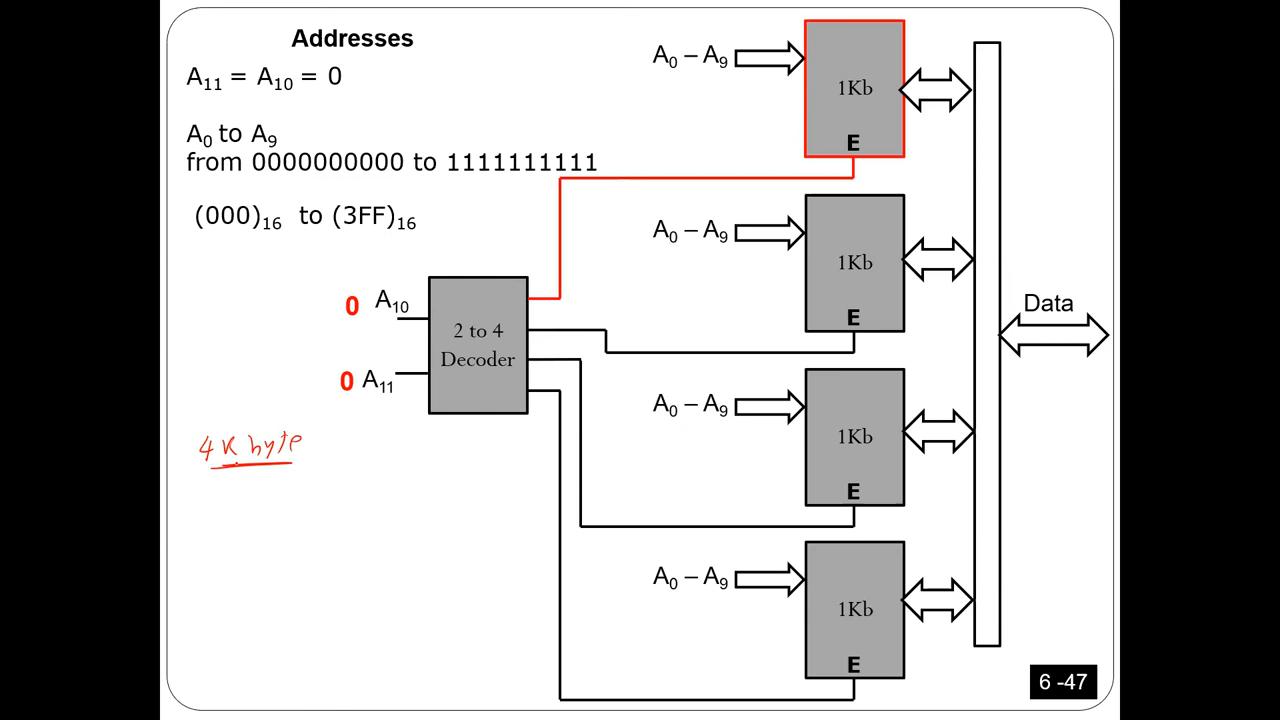 Addresses
A11 = A10 = 0
A0 to A9
from 0000000000 to 1111111111
(000)16 to (3FF)16
A0 – A9
1Kb
E
A0 – A9
1Kb
E
Data
0 A10
2 to 4
Decoder
0 A11
A0 – A9
1Kb
E
4K byte
A0 – A9
1Kb
E
6 -47